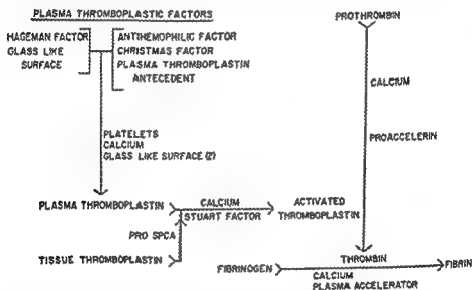 PLASMA THROMBOPLASTIC FACTORS
HAGEMAN FACTOR
GLASS LIKE
SURFACE
ANTIHEMOPHILIC FACTOR
CHRISTMAS FACTOR
PLASMA THROMBOPLASTIN
ANTECEDENT
PLATELETS
CALCIUM
GLASS LIKE SURFACE (?)
PLASMA THROMBOPLASTIN
CALCIUM
STUART FACTOR
ACTIVATED
THROMBOPLASTIN
PRO SPCA
TISSUE THROMBOPLASTIN
PROTHROMBIN
CALCIUM
PROACCELERIN
THROMBIN
FIBRINOGEN
FIBRIN
CALCIUM
PLASMA ACCELERATOR